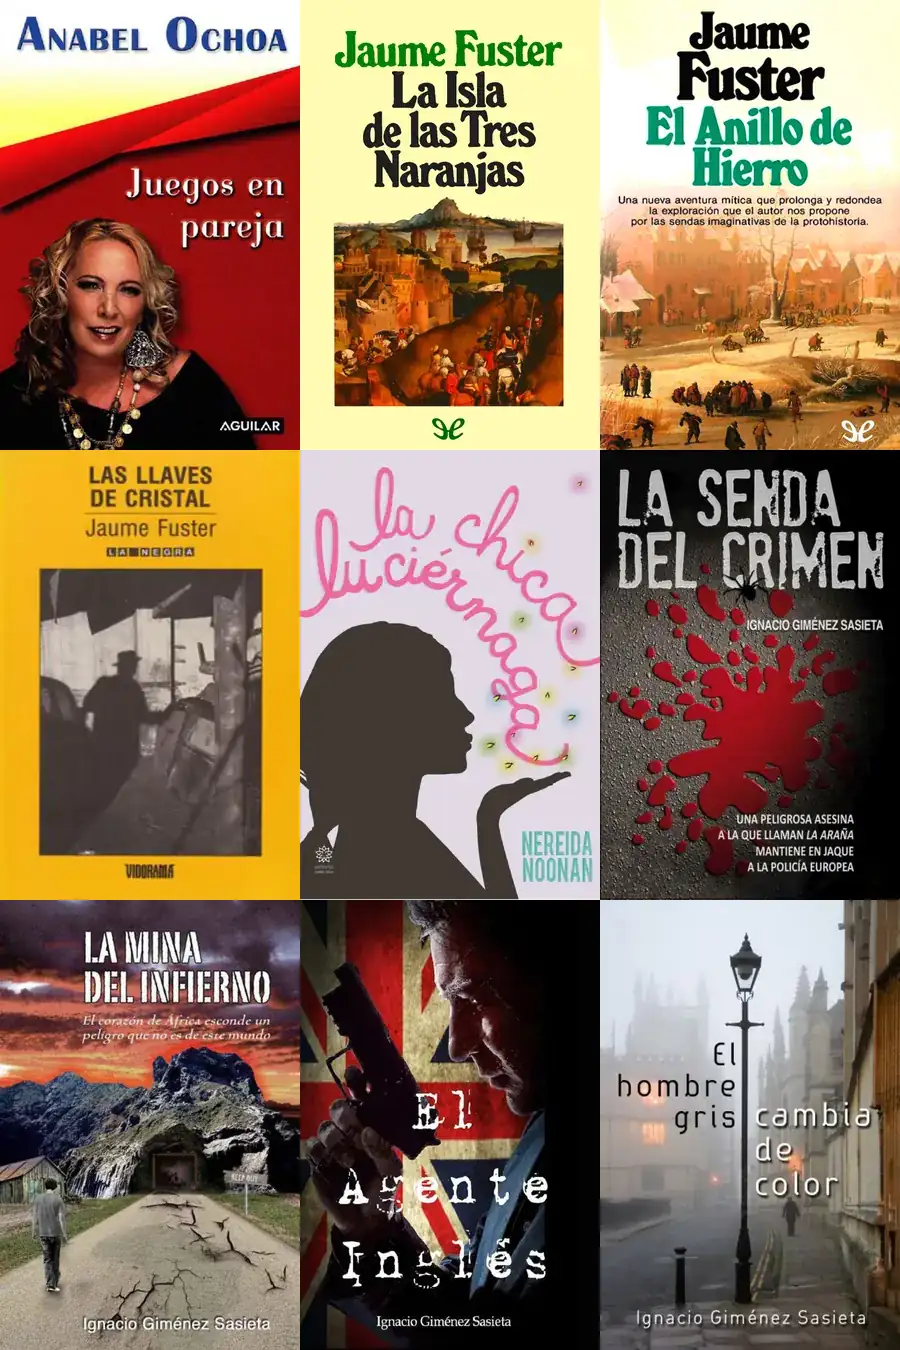 ANABEL OCHOA
Juegos en
pareja
AGUILAR
Jaume Fuster
La Isla
de las Tres
Naranjas
Jaume
Fuster
El Anillo de
Hierro
Una nueva aventura mítica que prolonga y redondea
la exploración que el autor nos propone
por las sendas imaginativas de la protohistoria.
LAS LLAVES
DE CRISTAL
Jaume Fuster
LA NEGRA
VIDORAMA
la chica
luciérnaga
NEREIDA
NOONAN
LA SENDA
DEL CRIMEN
IGNACIO GIMÉNEZ SASIETA
UNA PELIGROSA ASESINA
A LA QUE LLAMAN LA ARAÑA
MANTIENE EN JAQUE
A LA POLICÍA EUROPEA
LA MINA
DEL INFIERNO
El corazón de África esconde un
peligro que no es de este mundo
KEEP OUT
Ignacio Giménez Sasieta
El
Agente
Inglés
Ignacio Giménez Sasieta
El
hombre
gris
cambia
de
color
Ignacio Giménez Sasieta